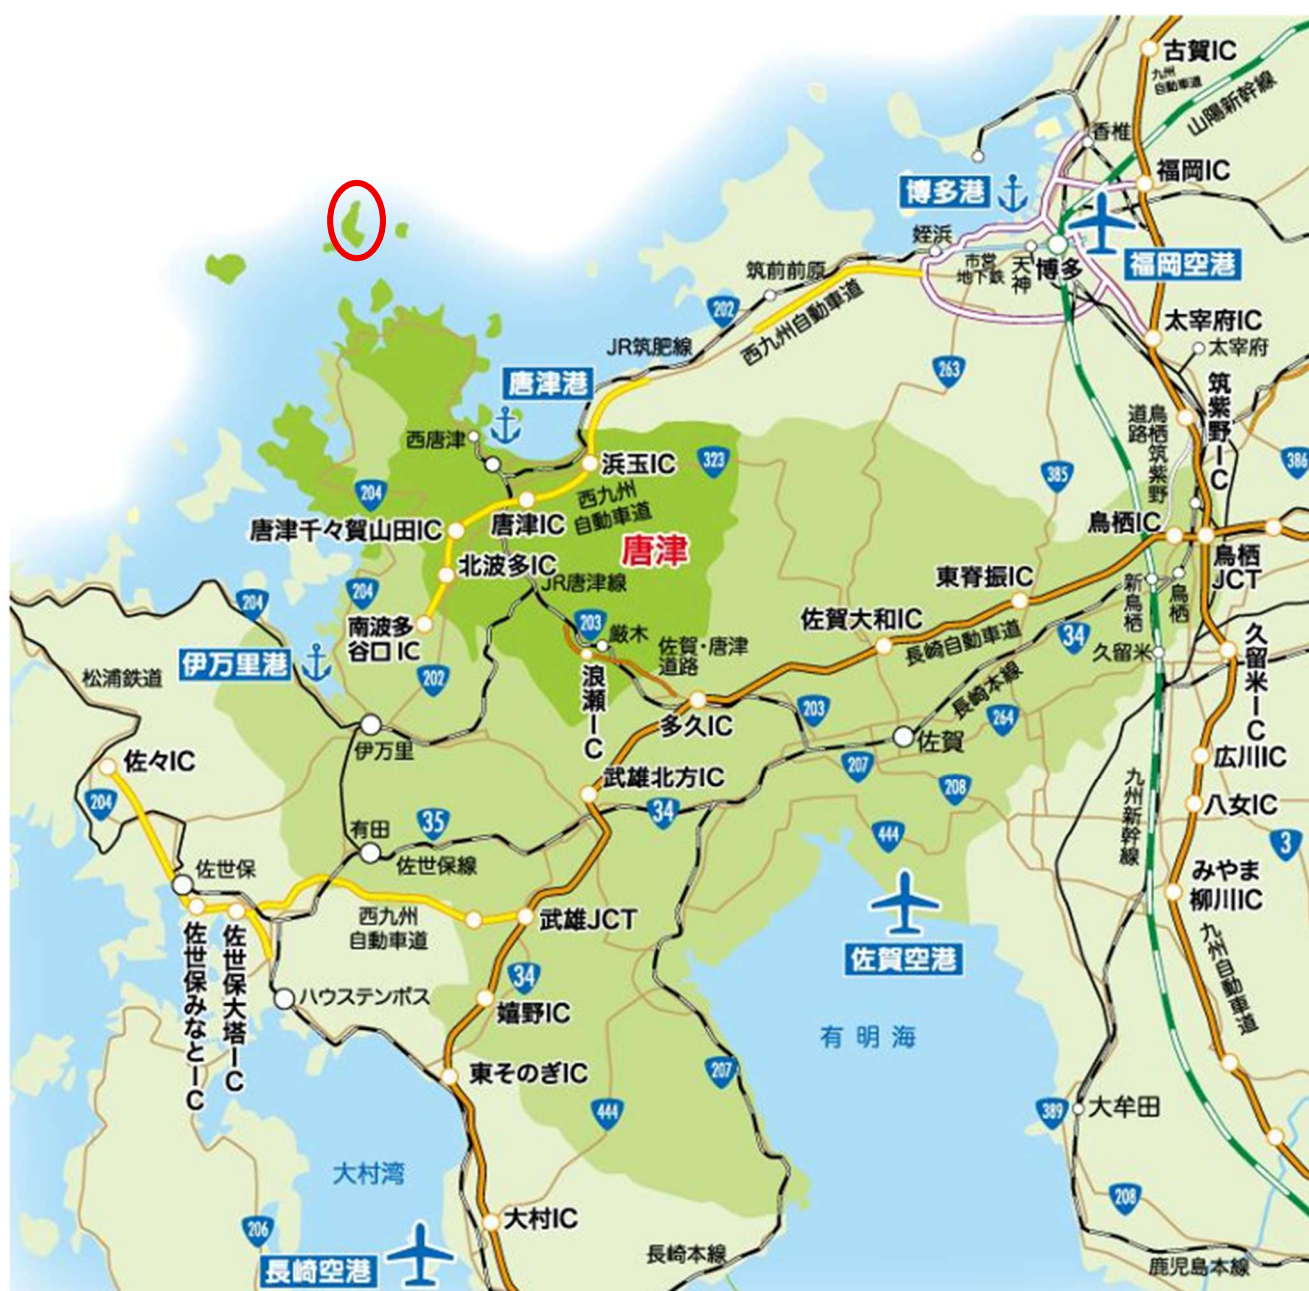 古賀IC
九州
自動車道
山陽新幹線
香椎
福岡IC
博多港
姪浜
市営
地下鉄
天神
博多
福岡空港
筑前前原
202
西九州自動車道
JR筑肥線
太宰府IC
太宰府
263
唐津港
筑紫野IC
鳥栖筑紫野
道路
西唐津
浜玉IC
323
385
386
204
西九州
自動車道
唐津IC
唐津千々賀山田IC
鳥栖IC
唐津
北波多IC
JR唐津線
鳥栖
JCT
東脊振IC
新鳥栖
鳥栖
204
204
203
厳木
南波多
谷口IC
佐賀大和IC
長崎自動車道
34
久留米
久留米IC
佐賀・唐津
道路
伊万里港
松浦鉄道
202
浪瀬IC
多久IC
203
長崎本線
264
佐賀
伊万里
佐々IC
204
武雄北方IC
207
208
広川IC
八女IC
九州新幹線
有田
35
34
佐世保線
444
3
佐世保
みやま
柳川IC
西九州
自動車道
武雄JCT
佐賀空港
九州自動車道
佐世保みなとIC
佐世保大塔IC
34
ハウステンボス
嬉野IC
有明海
東そのぎIC
207
444
389
大牟田
大村湾
208
206
大村IC
長崎空港
長崎本線
鹿児島本線